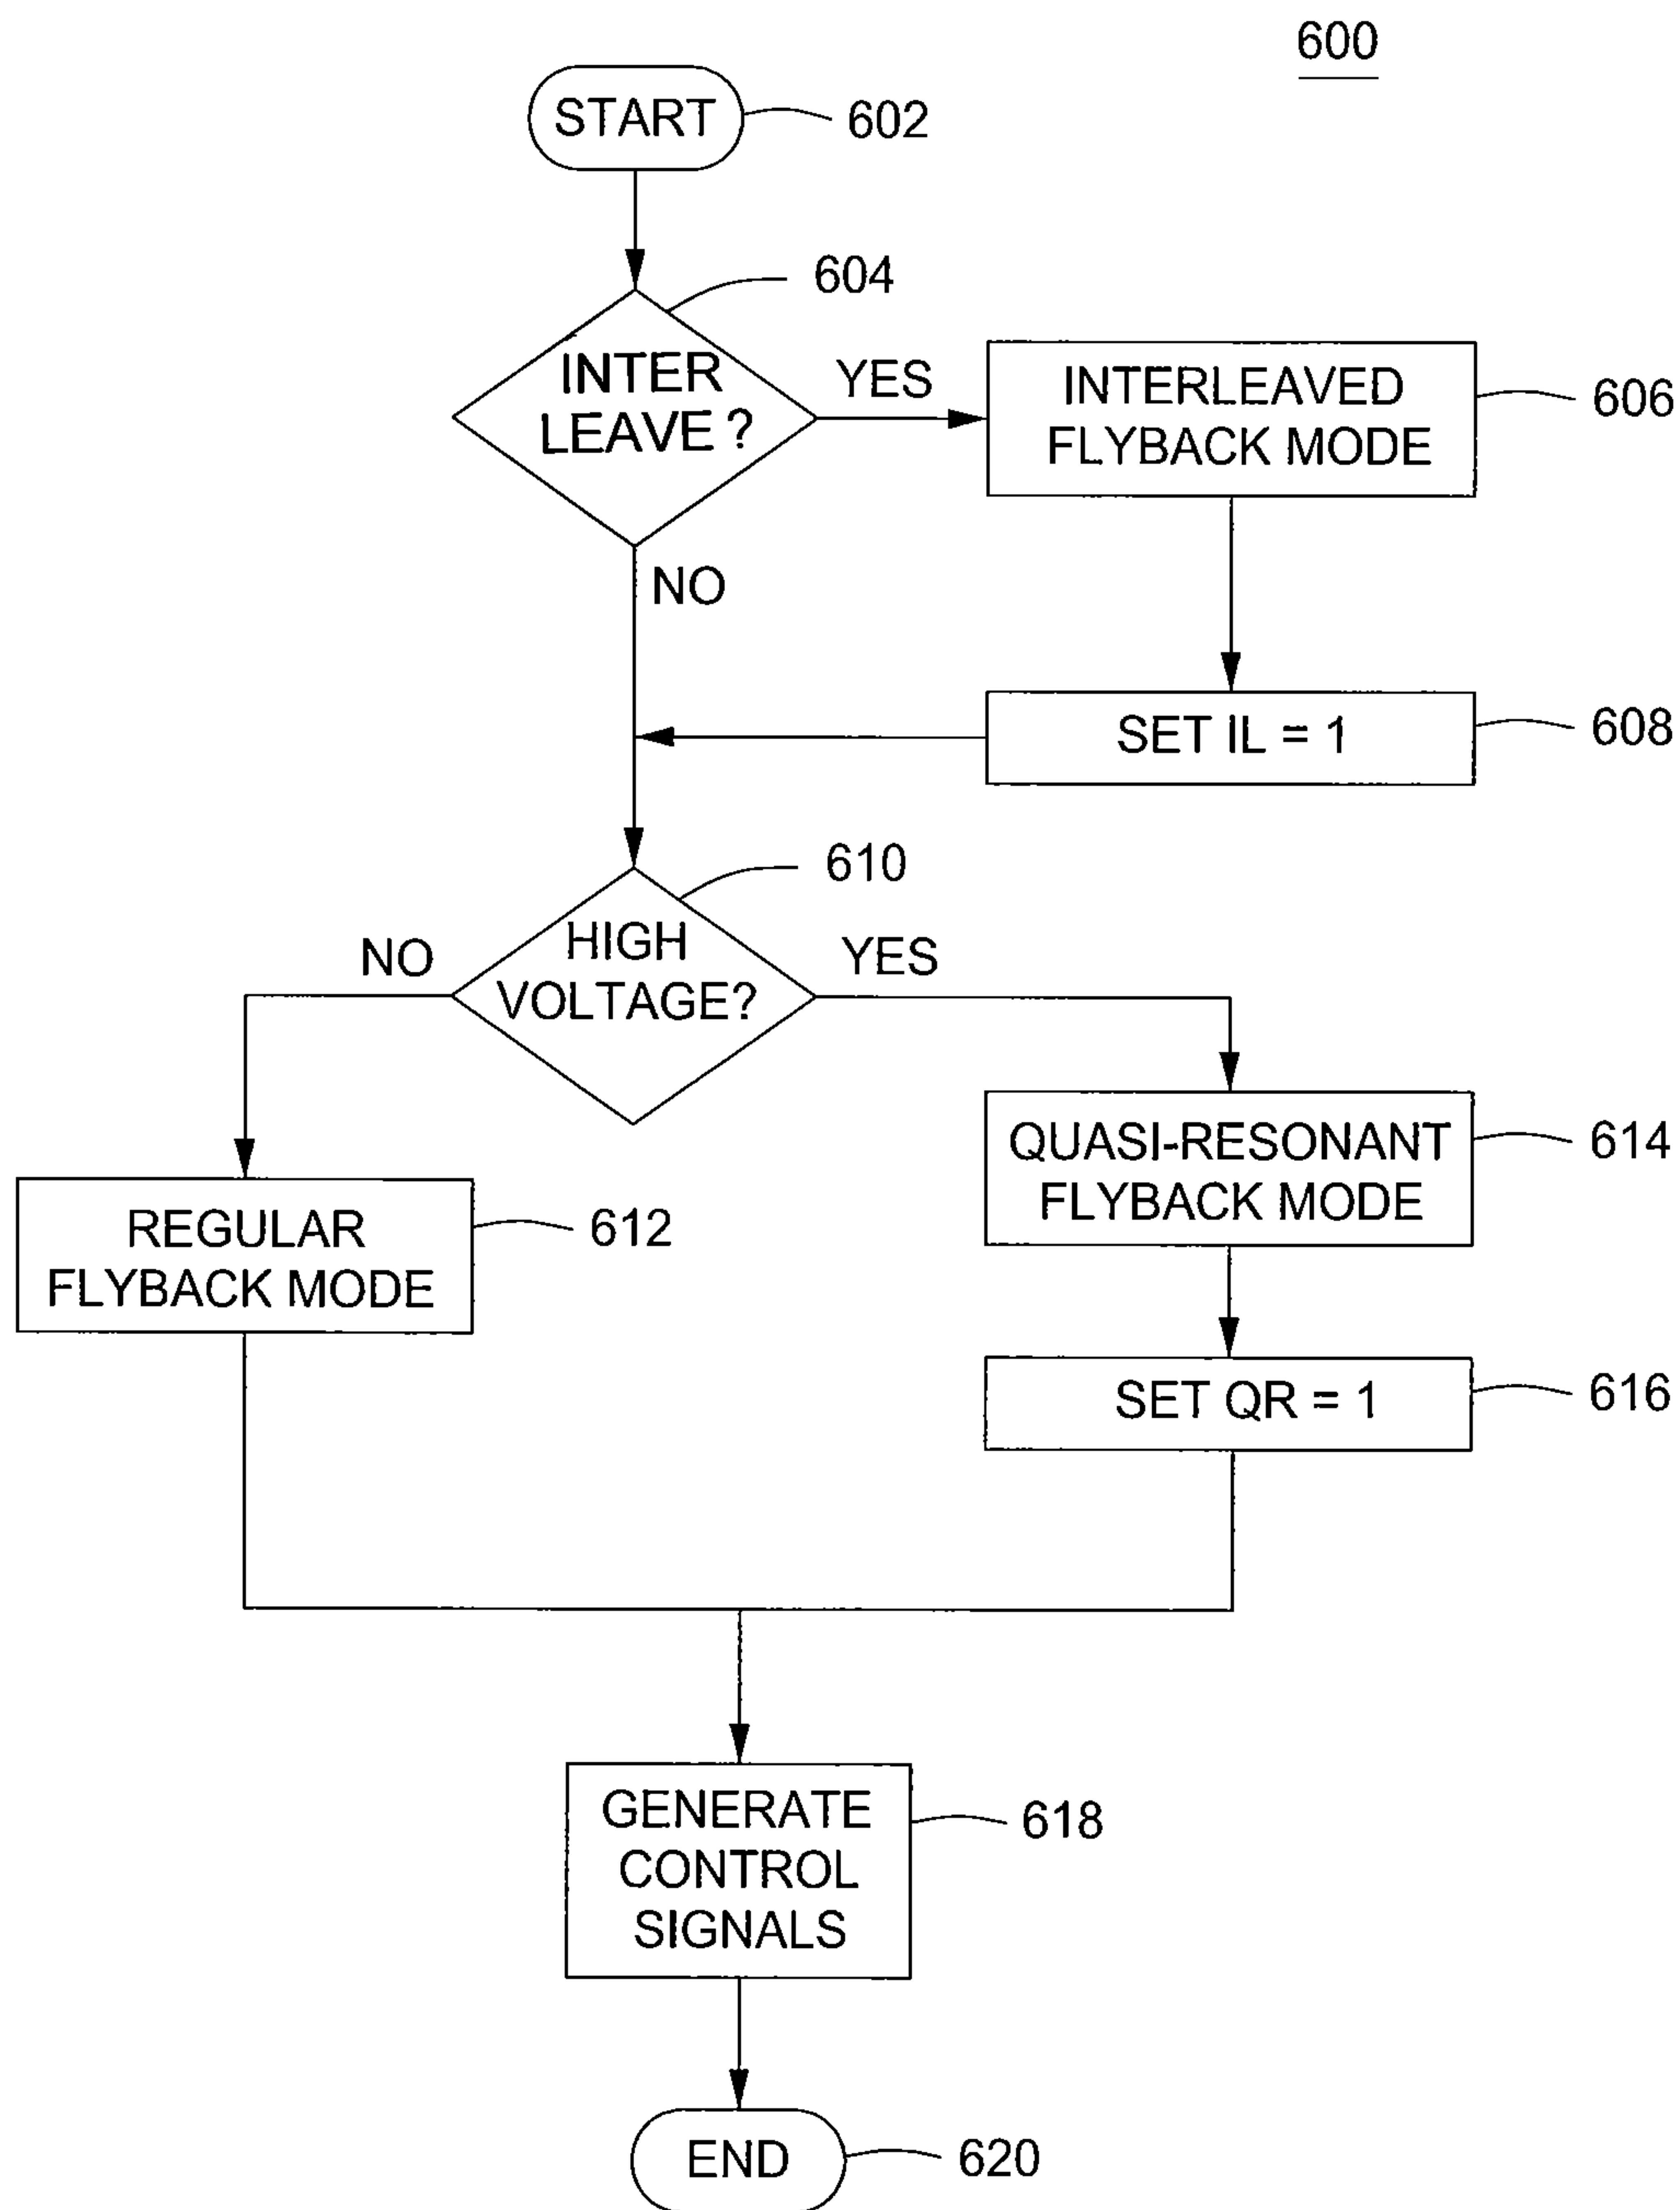 600
START
602
604
INTER
LEAVE ?
YES
INTERLEAVED
FLYBACK MODE
606
NO
SET IL = 1
608
610
HIGH
VOLTAGE?
NO
YES
QUASI-RESONANT
FLYBACK MODE
614
REGULAR
FLYBACK MODE
612
SET QR = 1
616
GENERATE
CONTROL
SIGNALS
618
END
620